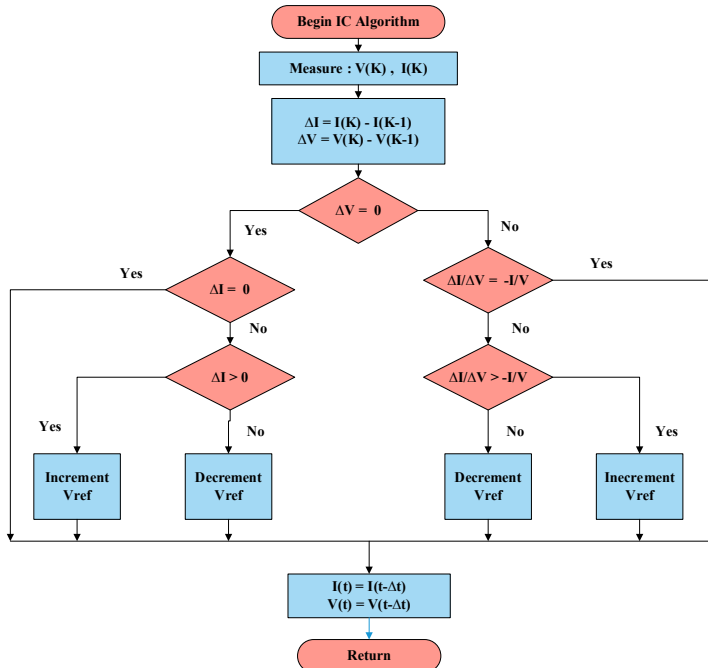 Begin IC Algorithm
Measure : V(K) , I(K)
ΔI = I(K) - I(K-1)
ΔV = V(K) - V(K-1)
ΔV = 0
Yes
No
Yes
ΔI = 0
ΔI/ΔV = -I/V
Yes
No
No
ΔI > 0
ΔI/ΔV > -I/V
Yes
No
No
Yes
Increment
Vref
Decrement
Vref
Decrement
Vref
Inecrement
Vref
I(t) = I(t-Δt)
V(t) = V(t-Δt)
Return